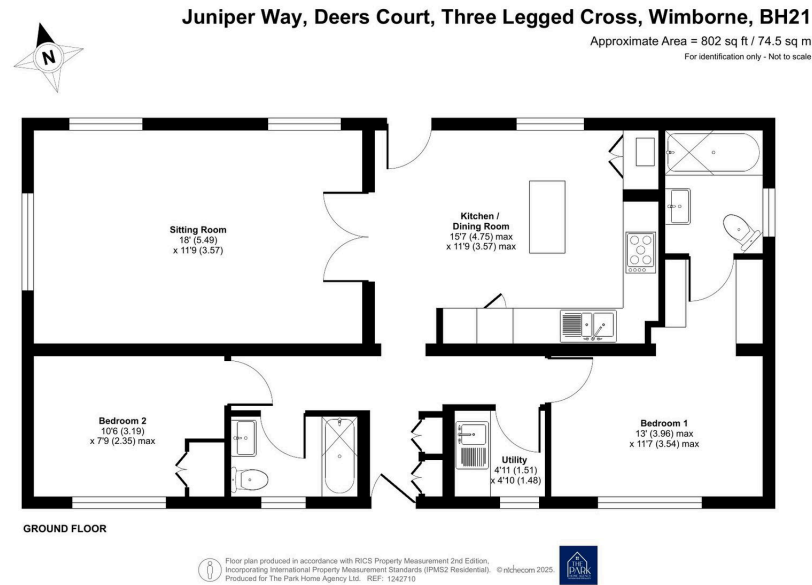 Juniper Way, Deers Court, Three Legged Cross, Wimborne, BH21
Approximate Area = 802 sq ft / 74.5 sq m
For identification only - Not to scale
N
Sitting Room
18' (5.49)
x 11'9 (3.57)
Kitchen /
Dining Room
15'7 (4.75) max
x 11'9 (3.57) max
Bedroom 2
10'6 (3.19)
x 7'9 (2.35) max
Utility
4'11 (1.51)
x 4'10 (1.48)
Bedroom 1
13' (3.96) max
x 11'7 (3.54) max
GROUND FLOOR
Floor plan produced in accordance with RICS Property Measurement 2nd Edition,
Incorporating International Property Measurement Standards (IPMS2 Residential). © nichecom 2025.
Produced for The Park Home Agency Ltd. REF: 1242710
THE
PARK
HOME AGENCY